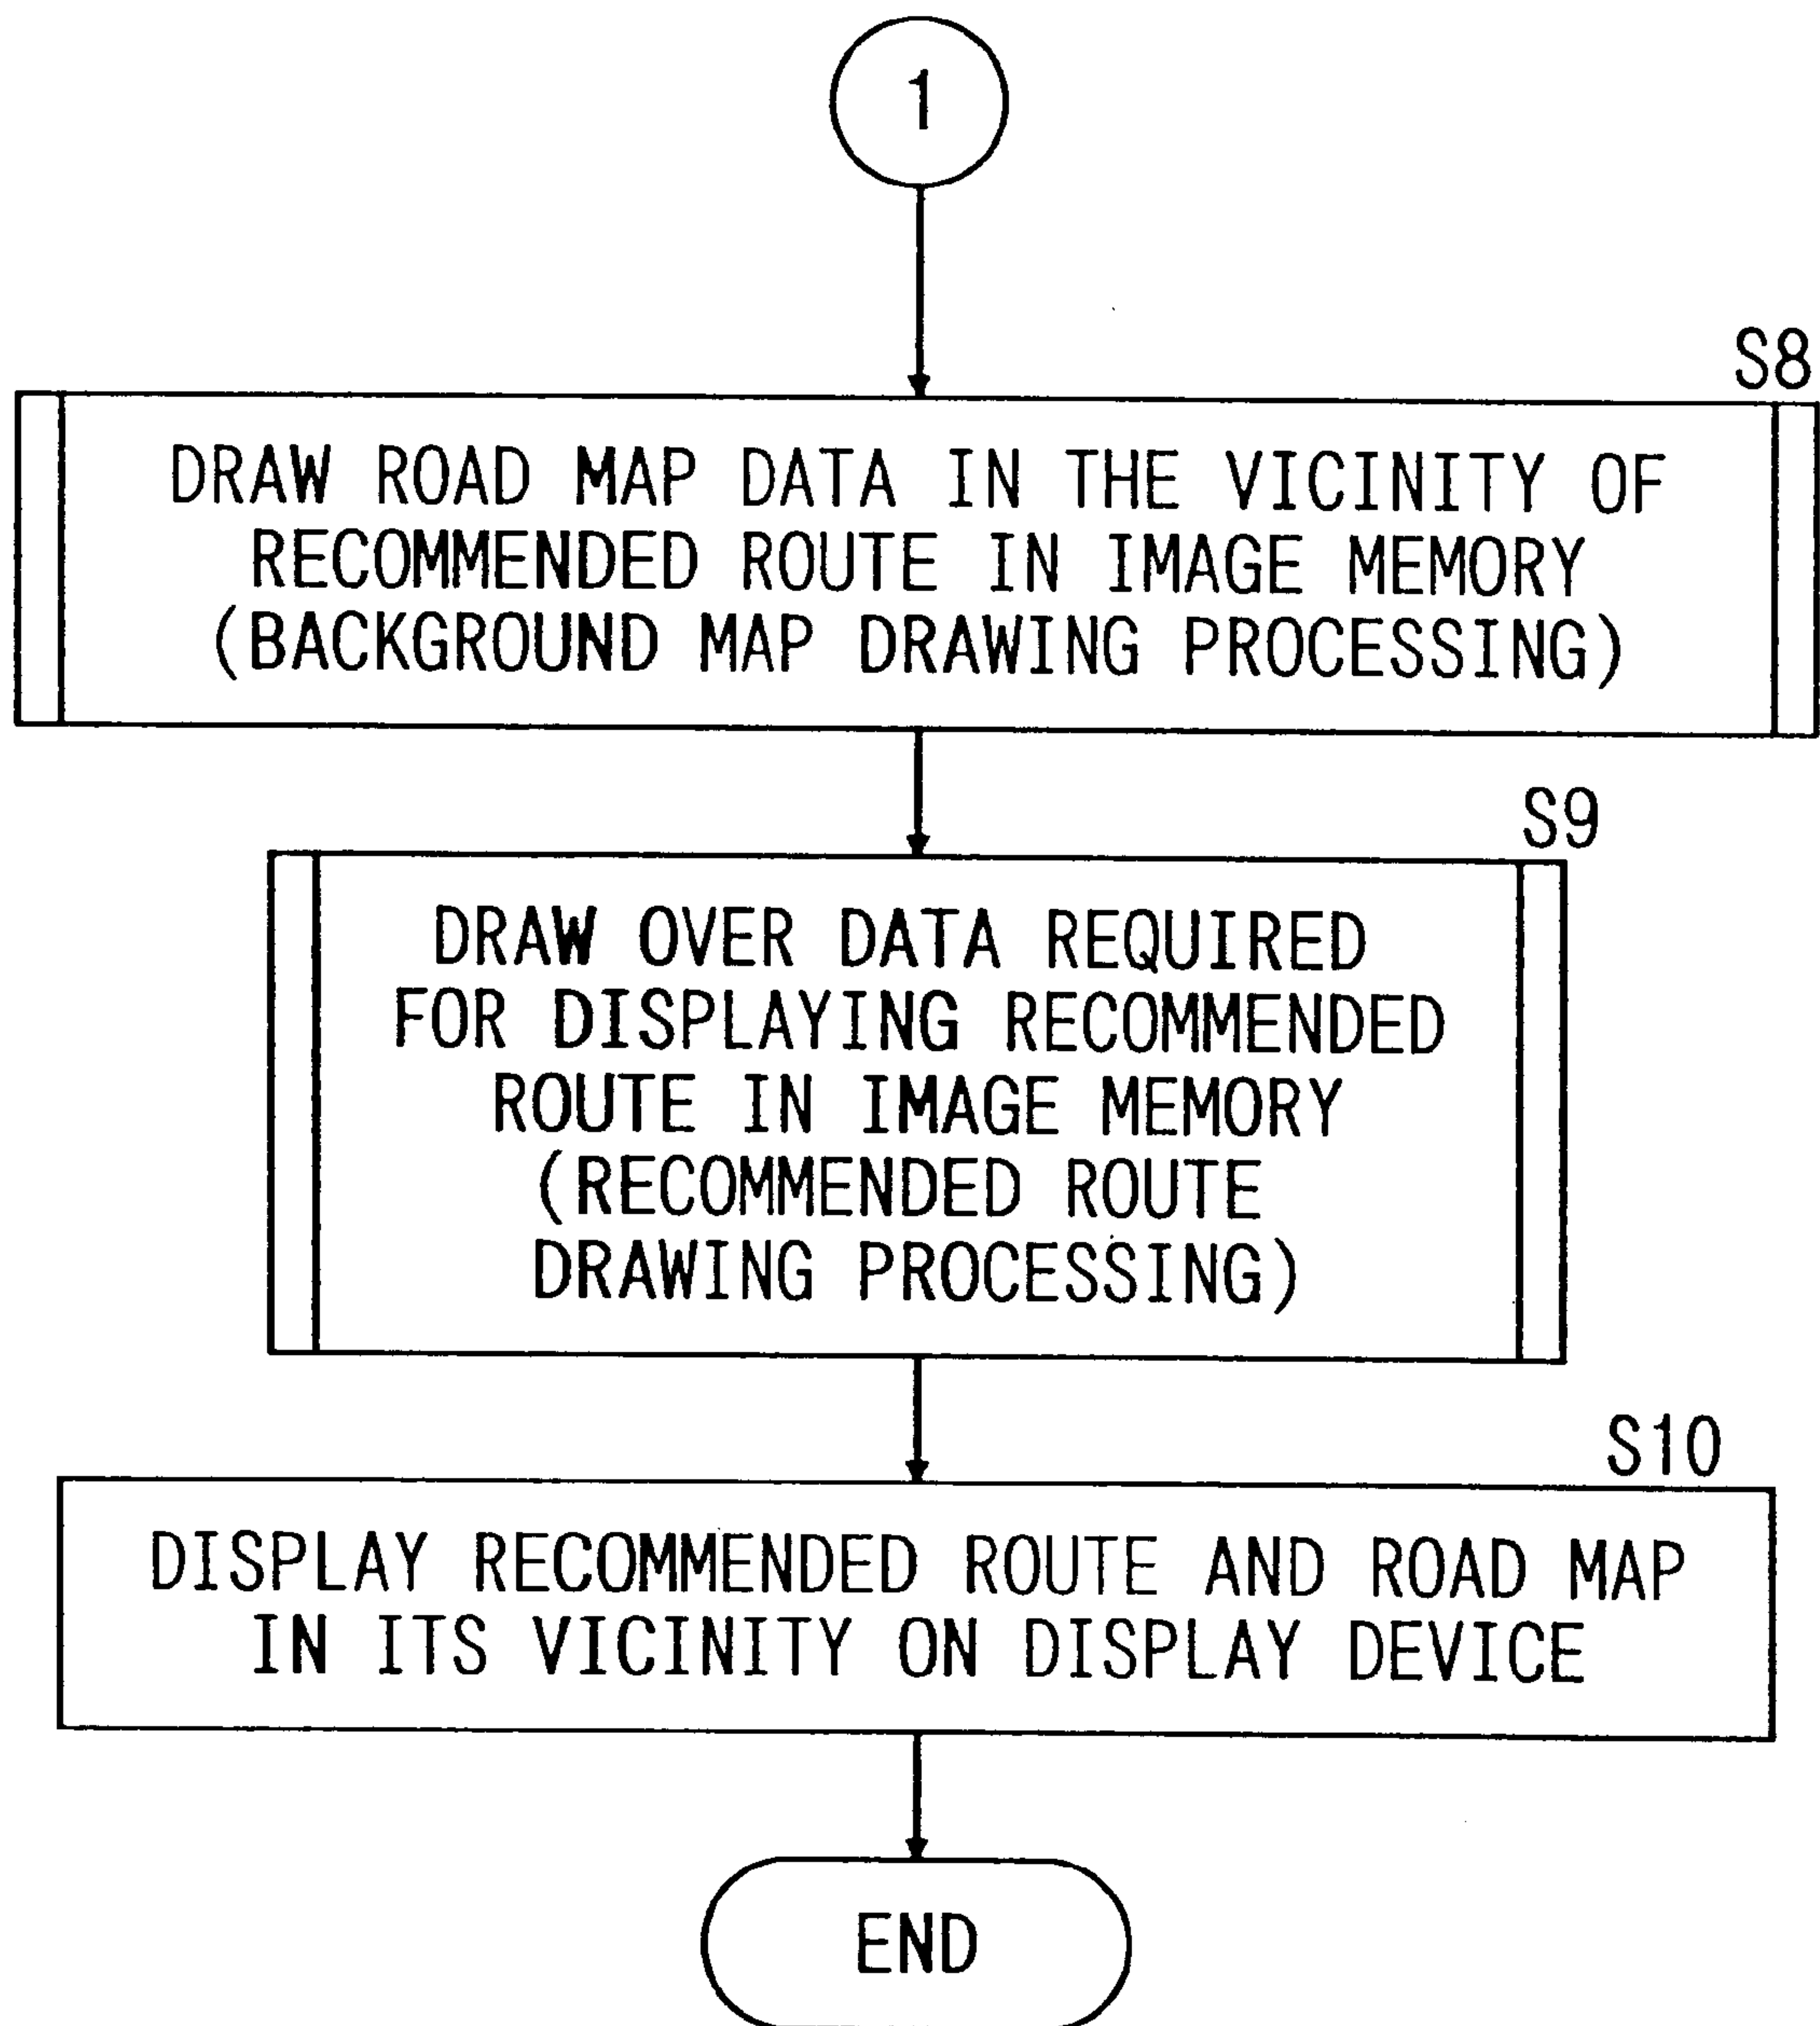 1
S8
DRAW ROAD MAP DATA IN THE VICINITY OF
RECOMMENDED ROUTE IN IMAGE MEMORY
(BACKGROUND MAP DRAWING PROCESSING)
S9
DRAW OVER DATA REQUIRED
FOR DISPLAYING RECOMMENDED
ROUTE IN IMAGE MEMORY
(RECOMMENDED ROUTE
DRAWING PROCESSING)
S10
DISPLAY RECOMMENDED ROUTE AND ROAD MAP
IN ITS VICINITY ON DISPLAY DEVICE
END